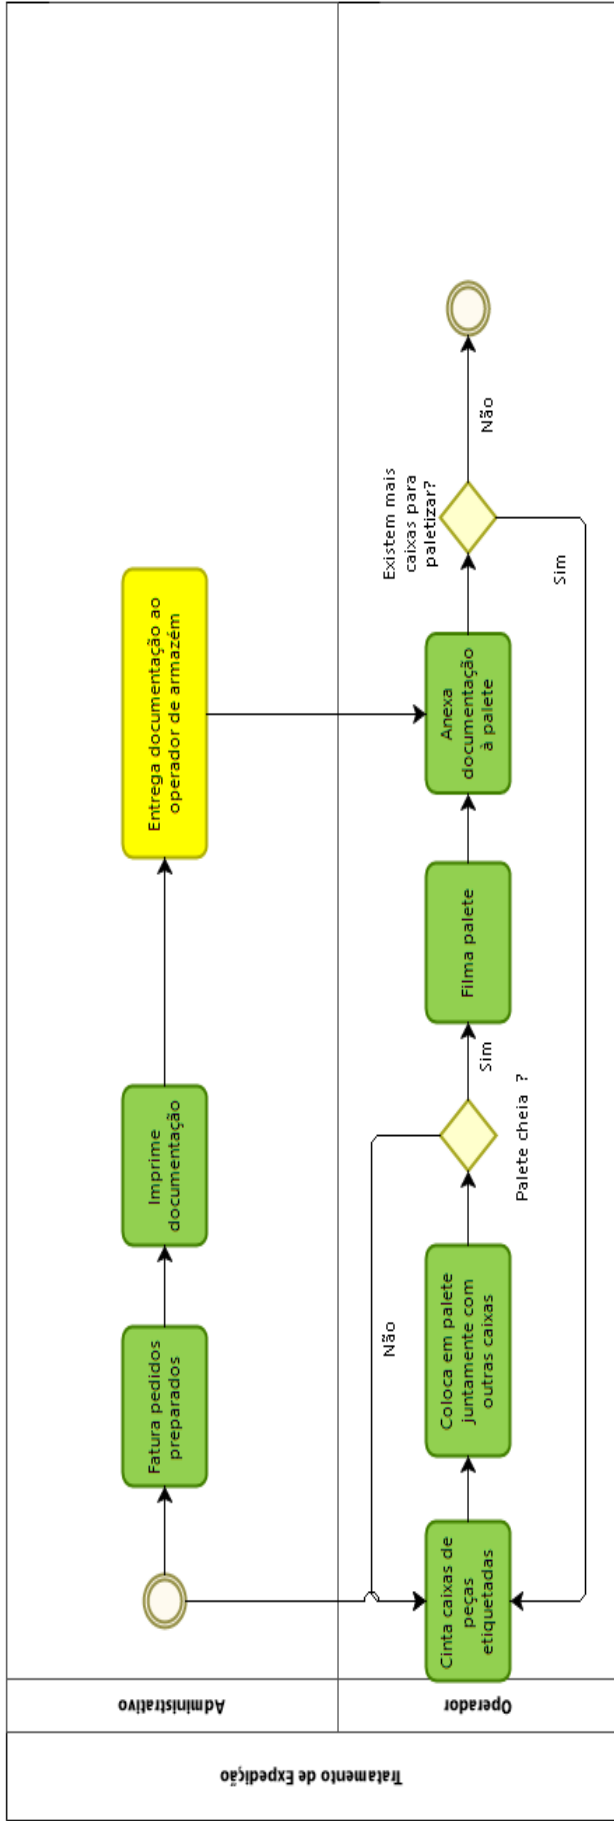 Tratamento de Expedição
Administrativo
Fatura pedidos
preparados
Imprime
documentação
Entrega documentação ao
operador de armazém
Operador
Cinta caixas de
peças
etiquetadas
Coloca em palete
juntamente com
outras caixas
Não
Palete cheia ?
Sim
Filma palete
Anexa
documentação
à palete
Existem mais
caixas para
paletizar?
Sim
Não